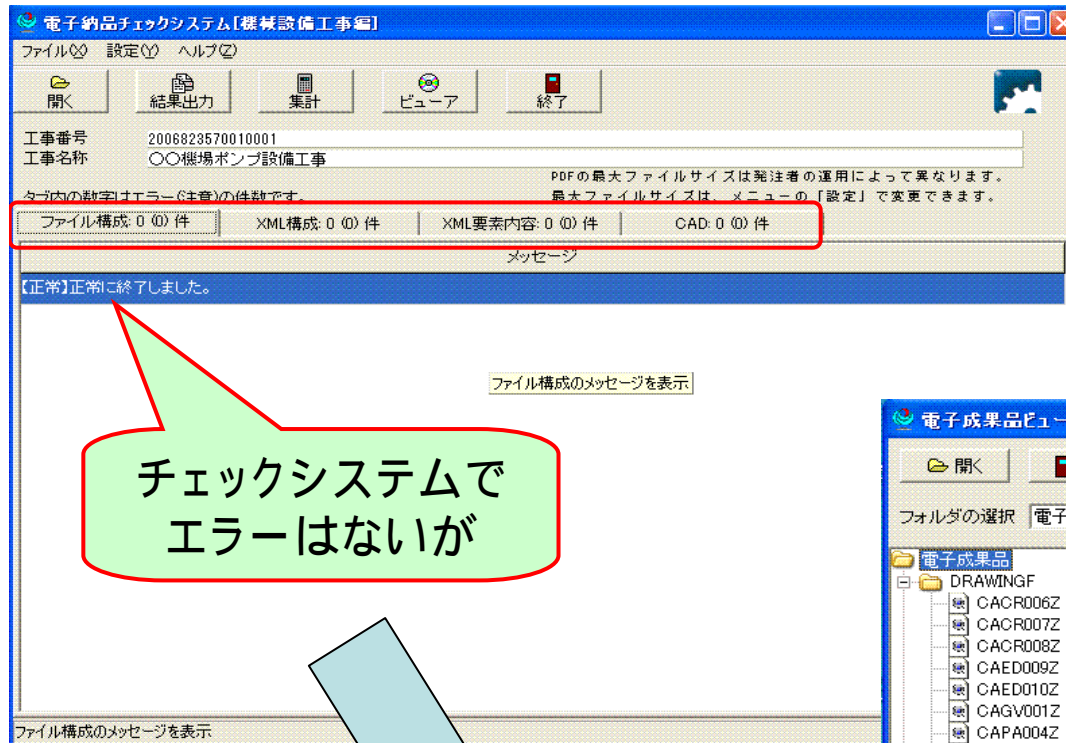 電子納品チェックシステム[機械設備工事編]
ファイル(X) 設定(Y) ヘルプ(Z)
開く 結果出力 集計 ビューア 終了
工事番号 2006823570010001
工事名称 〇〇機場ポンプ設備工事
PDFの最大ファイルサイズは発注者の運用によって異なります。
タブ内の数字はエラー(注意)の件数です。 最大ファイルサイズは、メニューの「設定」で変更できます。
ファイル構成: 0 (0) 件 XML構成: 0 (0) 件 XML要素内容: 0 (0) 件 CAD: 0 (0) 件
メッセージ
【正常】正常に終了しました。
ファイル構成のメッセージを表示
チェックシステムで
エラーはないが
電子成果品ビュー
開く
フォルダの選択 電子
電子成果品
DRAWINGF
CACR006Z
CACR007Z
CACR008Z
CAED009Z
CAED010Z
CAGV001Z
CAPA004Z
ファイル構成のメッセージを表示